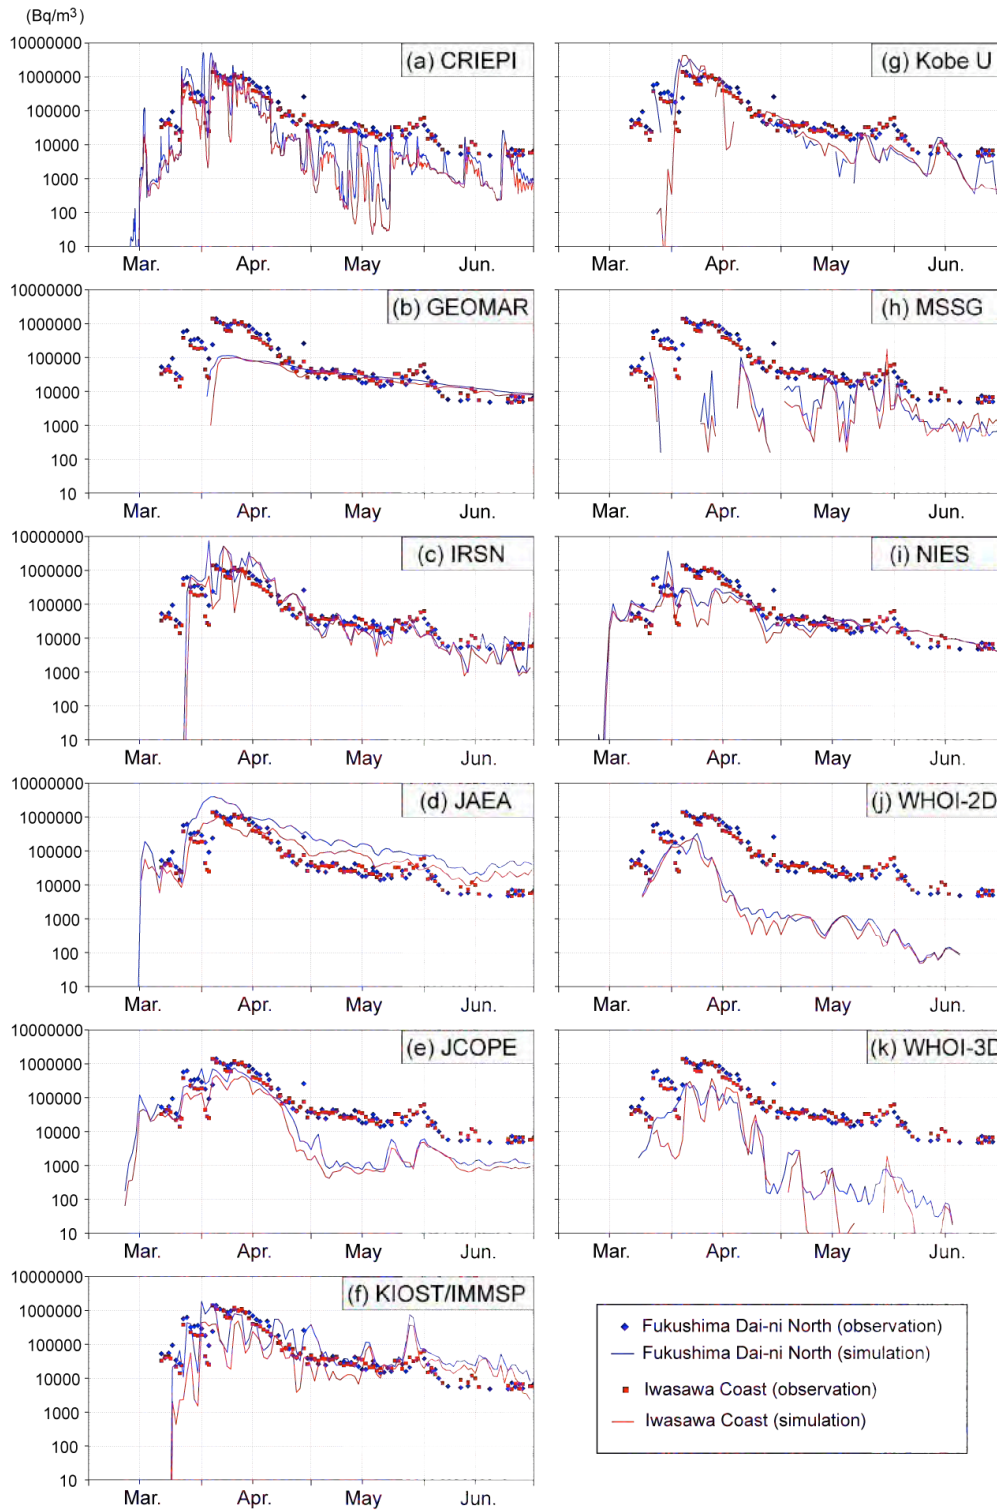 (Bq/m³)
(a) CRIEPI
10000000
1000000
100000
10000
1000
100
10
Mar. Apr. May Jun.
(b) GEOMAR
10000000
1000000
100000
10000
1000
100
10
Mar. Apr. May Jun.
(c) IRSN
10000000
1000000
100000
10000
1000
100
10
Mar. Apr. May Jun.
(d) JAEA
10000000
1000000
100000
10000
1000
100
10
Mar. Apr. May Jun.
(e) JCOPE
10000000
1000000
100000
10000
1000
100
10
Mar. Apr. May Jun.
(f) KIOST/IMMSP
10000000
1000000
100000
10000
1000
100
10
Mar. Apr. May Jun.
(g) Kobe U
Mar. Apr. May Jun.
(h) MSSG
Mar. Apr. May Jun.
(i) NIES
Mar. Apr. May Jun.
(j) WHOI-2D
Mar. Apr. May Jun.
(k) WHOI-3D
Mar. Apr. May Jun.
Fukushima Dai-ni North (observation)
Fukushima Dai-ni North (simulation)
Iwasawa Coast (observation)
Iwasawa Coast (simulation)